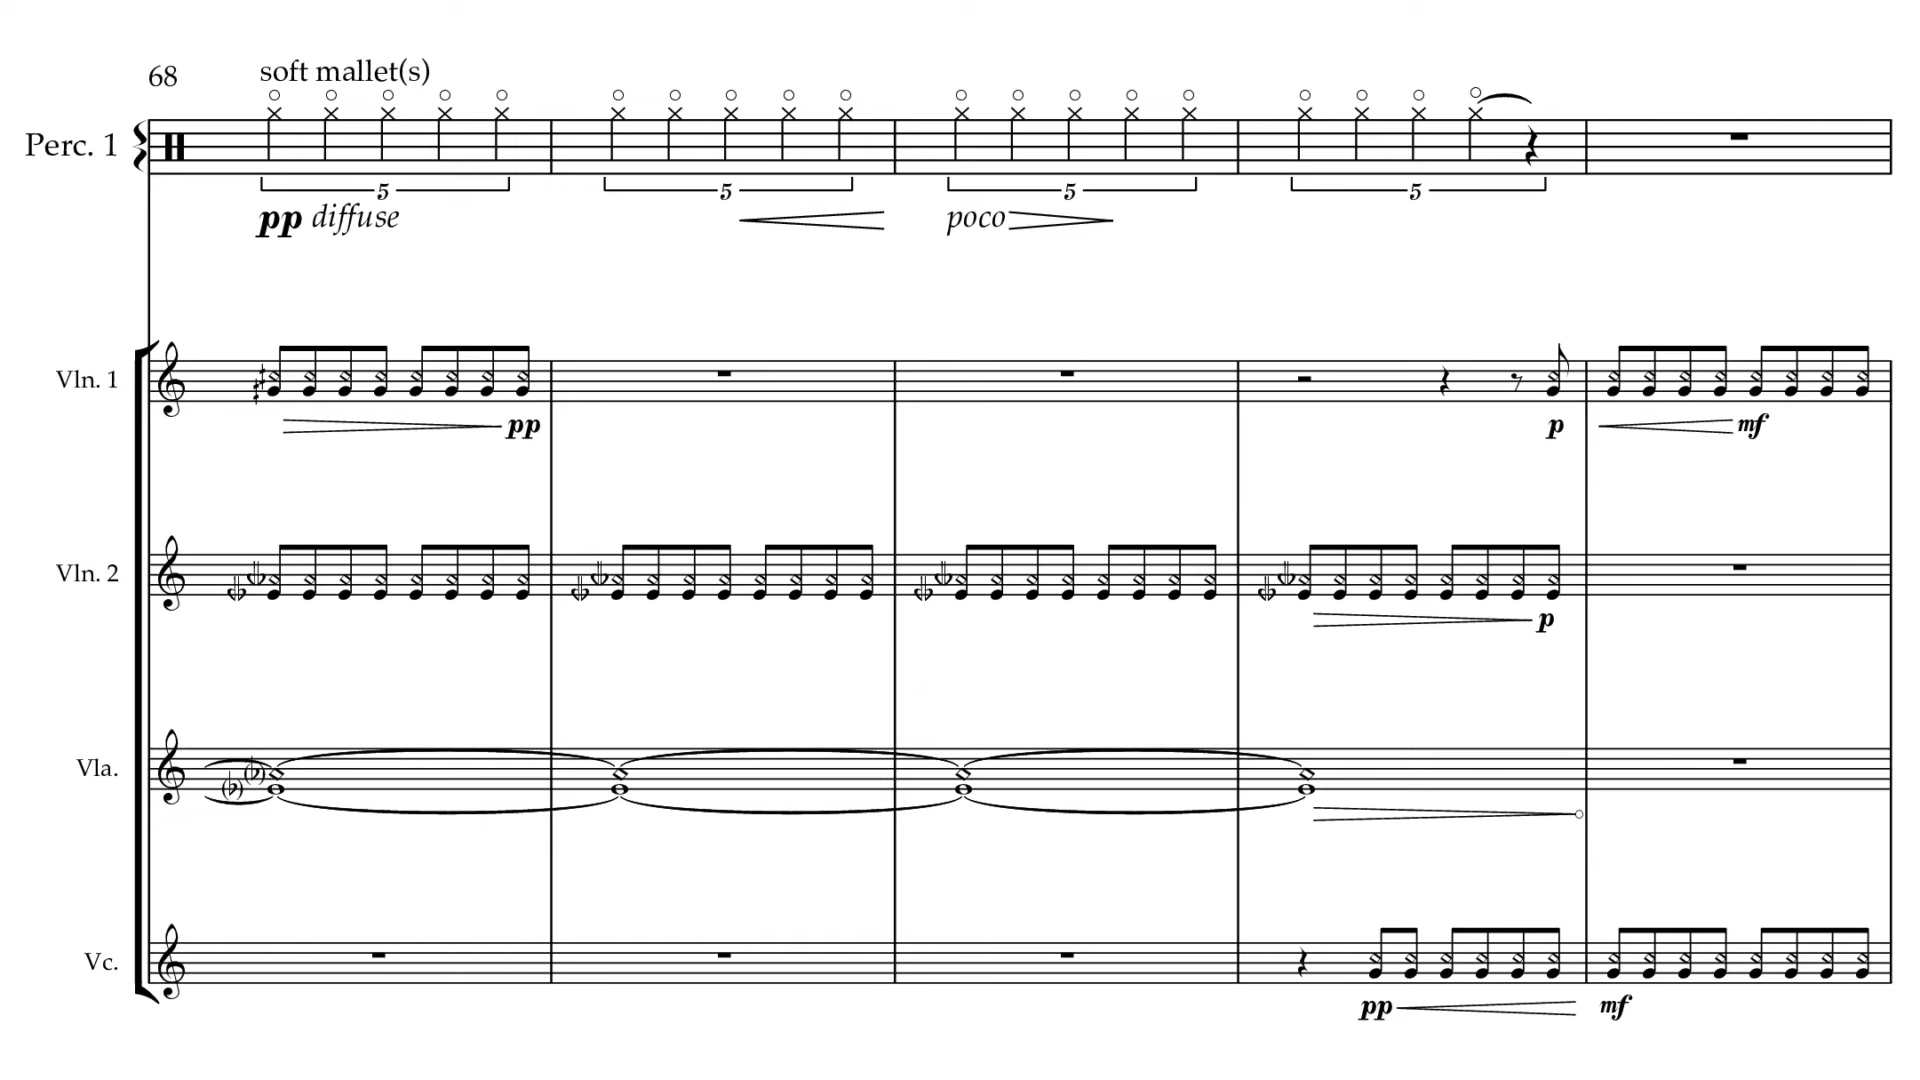 68
soft mallet(s)
Perc. 1
5 5 5 5
pp diffuse poco
Vln. 1
pp p mf
Vln. 2
p
Vla.
Vc.
pp mf